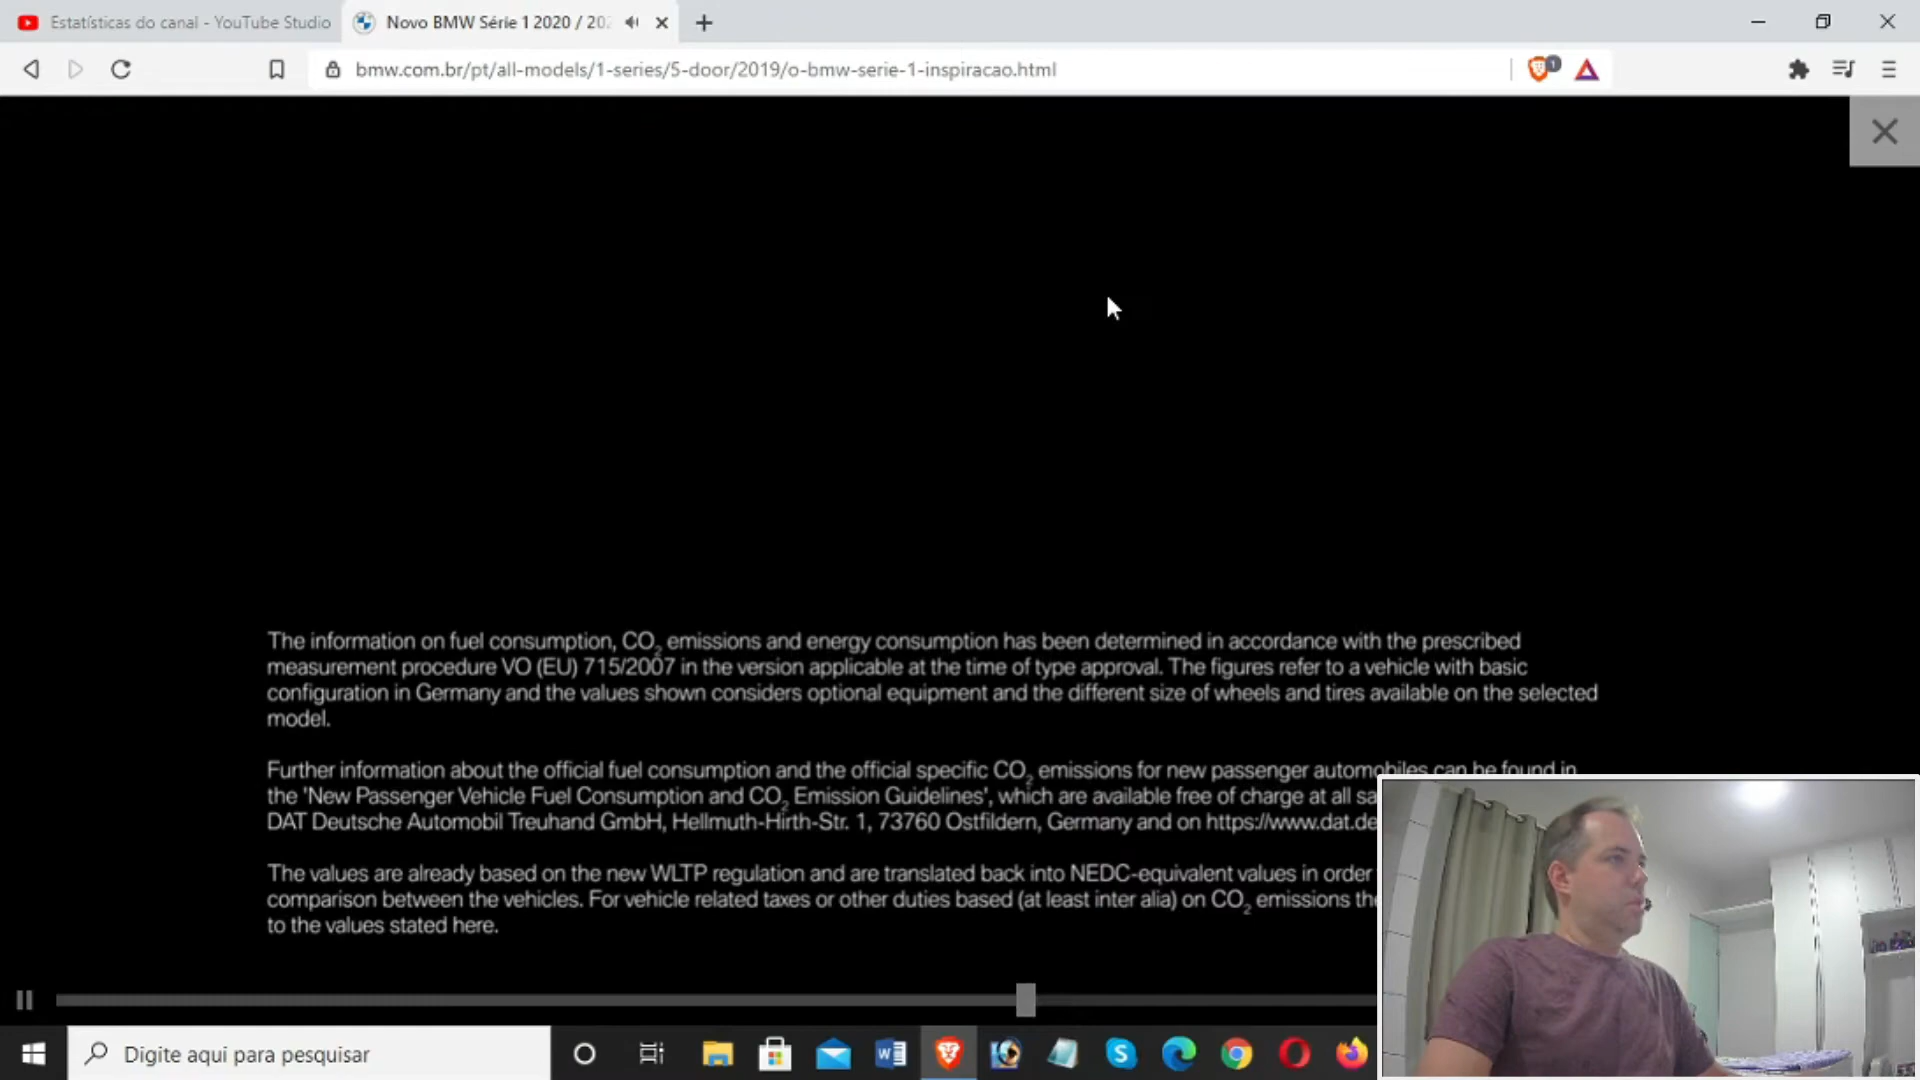 Estatísticas do canal - YouTube Studio
Novo BMW Série 1 2020 / 202
bmw.com.br/pt/all-models/1-series/5-door/2019/o-bmw-serie-1-inspiracao.html
1
The information on fuel consumption, CO₂ emissions and energy consumption has been determined in accordance with the prescribed
measurement procedure VO (EU) 715/2007 in the version applicable at the time of type approval. The figures refer to a vehicle with basic
configuration in Germany and the values shown considers optional equipment and the different size of wheels and tires available on the selected
model.
Further information about the official fuel consumption and the official specific CO₂ emissions for new passenger automobiles can be found in
the 'New Passenger Vehicle Fuel Consumption and CO₂ Emission Guidelines', which are available free of charge at all sa
DAT Deutsche Automobil Treuhand GmbH, Hellmuth-Hirth-Str. 1, 73760 Ostfildern, Germany and on https://www.dat.de
The values are already based on the new WLTP regulation and are translated back into NEDC-equivalent values in order
comparison between the vehicles. For vehicle related taxes or other duties based (at least inter alia) on CO₂ emissions the
to the values stated here.
Digite aqui para pesquisar